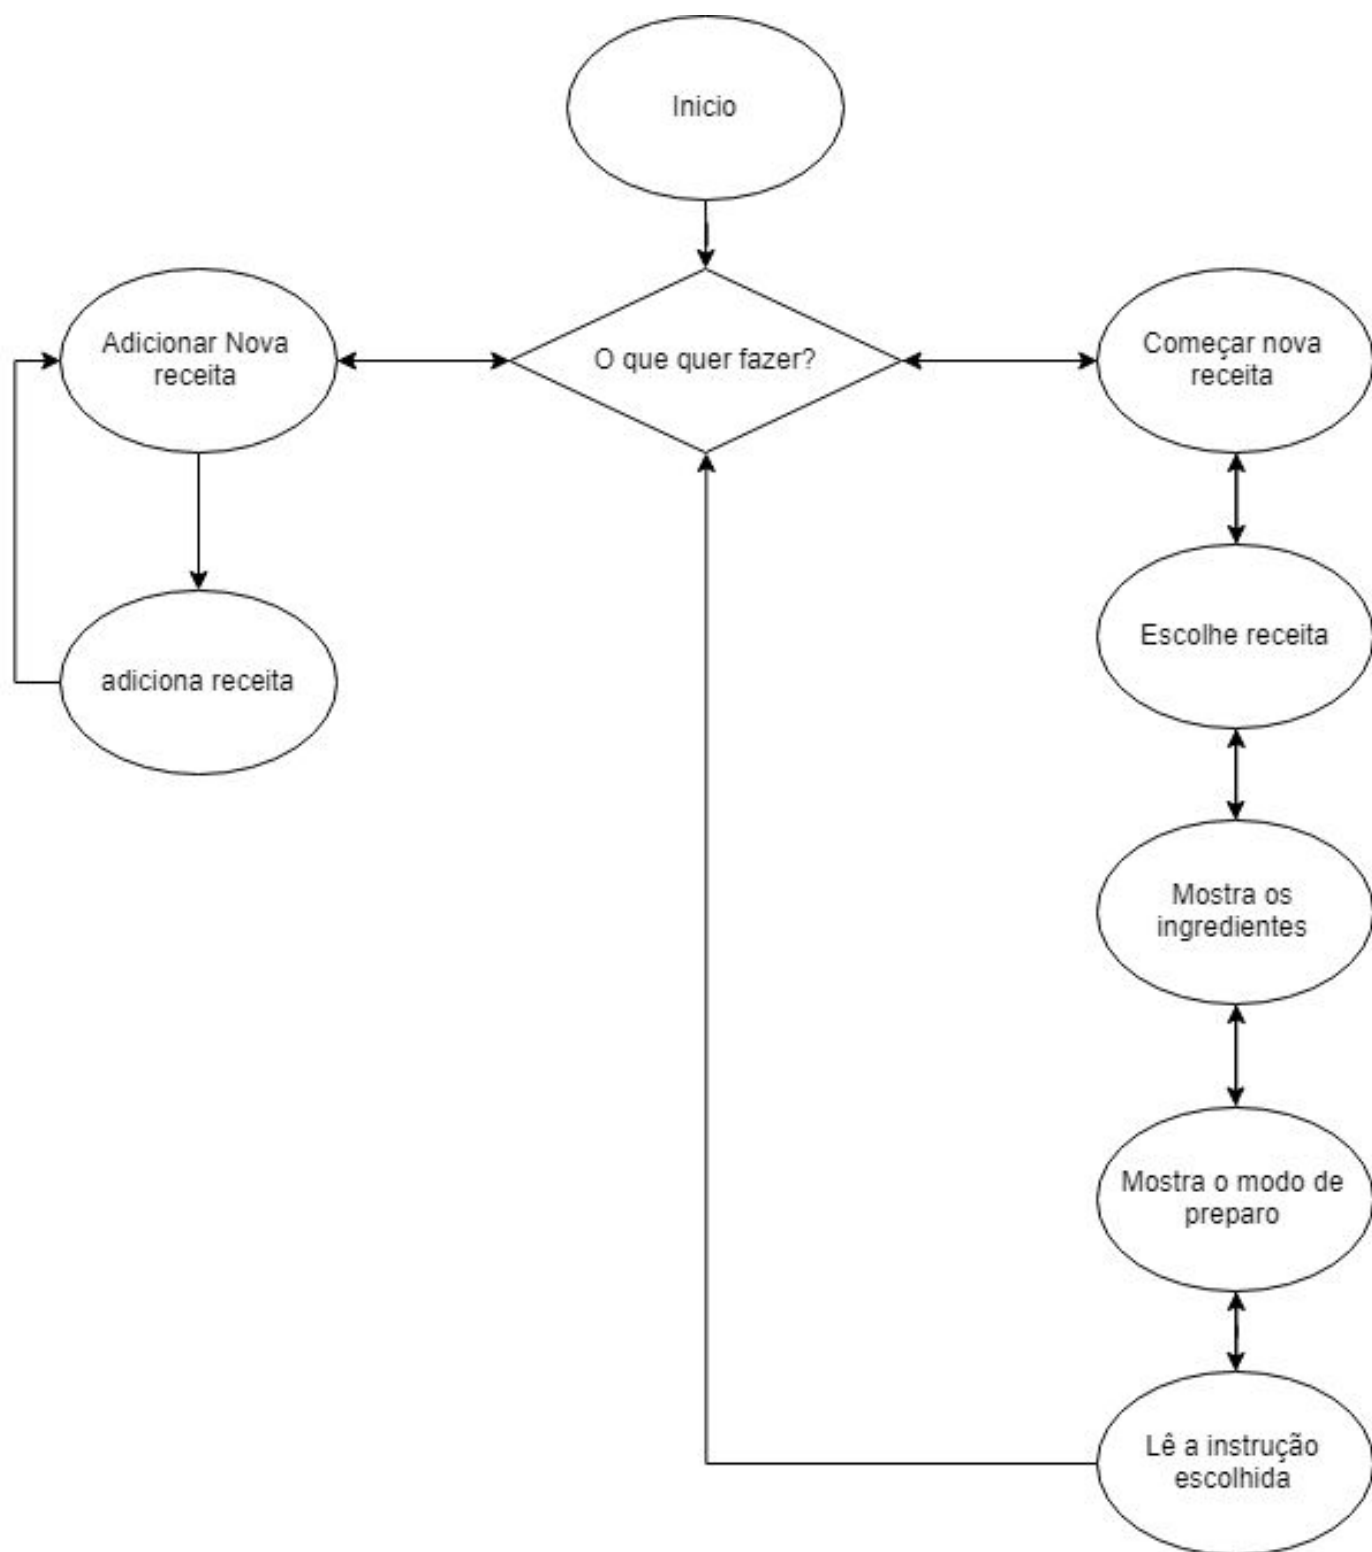 Inicio
Adicionar Nova
receita
O que quer fazer?
Começar nova
receita
adiciona receita
Escolhe receita
Mostra os
ingredientes
Mostra o modo de
preparo
Lê a instrução
escolhida